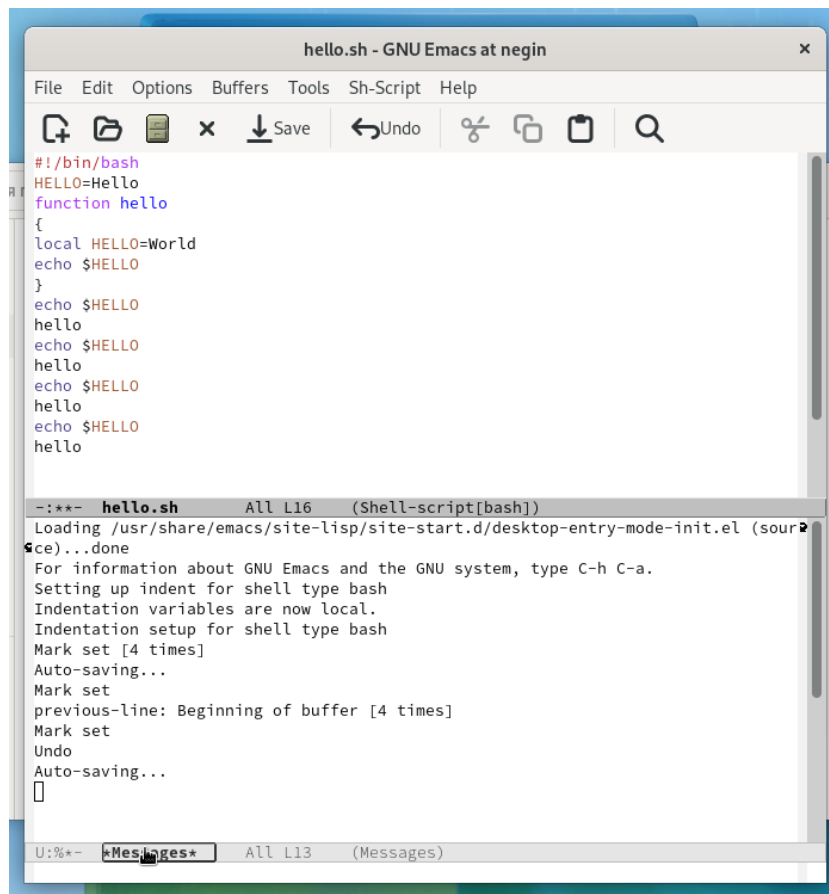 hello.sh - GNU Emacs at negin
File Edit Options Buffers Tools Sh-Script Help
Save Undo
#!/bin/bash
HELLO=Hello
function hello
{
local HELLO=World
echo $HELLO
}
echo $HELLO
hello
echo $HELLO
hello
echo $HELLO
hello
echo $HELLO
hello
-:**- hello.sh All L16 (Shell-script[bash])
Loading /usr/share/emacs/site-lisp/site-start.d/desktop-entry-mode-init.el (sour
ce)...done
For information about GNU Emacs and the GNU system, type C-h C-a.
Setting up indent for shell type bash
Indentation variables are now local.
Indentation setup for shell type bash
Mark set [4 times]
Auto-saving...
Mark set
previous-line: Beginning of buffer [4 times]
Mark set
Undo
Auto-saving...
U:%*- *Messages* All L13 (Messages)